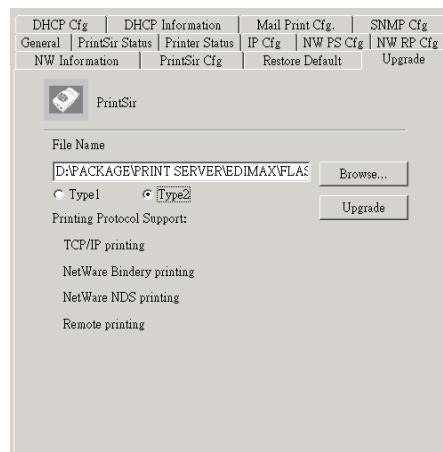 DHCP Cfg DHCP Information Mail Print Cfg. SNMP Cfg
General PrintSir Status Printer Status IP Cfg NW PS Cfg NW RP Cfg
NW Information PrintSir Cfg Restore Default Upgrade
PrintSir
File Name
D:\PACKAGE\PRINT SERVER\EDIMAX\FLAS Browse...
Type1 Type2
Upgrade
Printing Protocol Support:
TCP/IP printing
NetWare Bindery printing
NetWare NDS printing
Remote printing